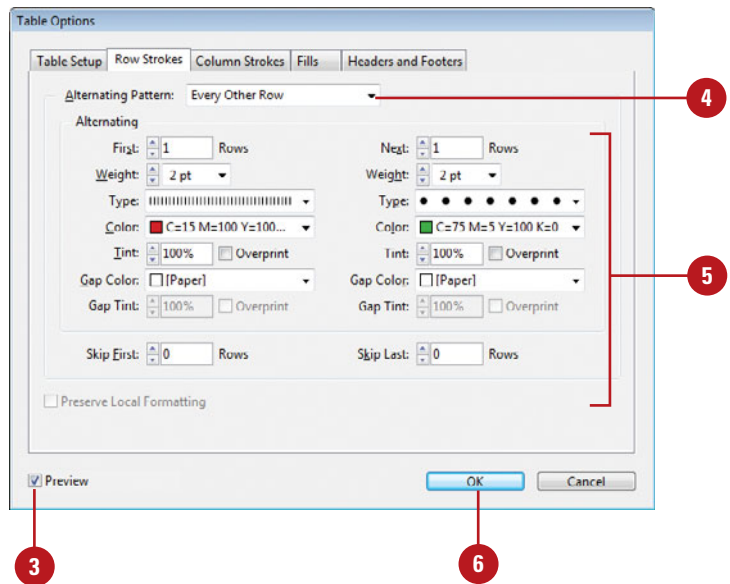 Table Options
Table Setup Row Strokes Column Strokes Fills Headers and Footers
Alternating Pattern: Every Other Row
4
Alternating
First: 1 Rows Next: 1 Rows
Weight: 2 pt Weight: 2 pt
Type: Type:
Color: C=15 M=100 Y=100... Color: C=75 M=5 Y=100 K=0
Tint: 100% Overprint Tint: 100% Overprint
5
Gap Color: [Paper] Gap Color: [Paper]
Gap Tint: 100% Overprint Gap Tint: 100% Overprint
Skip First: 0 Rows Skip Last: 0 Rows
Preserve Local Formatting
Preview OK Cancel
3 6